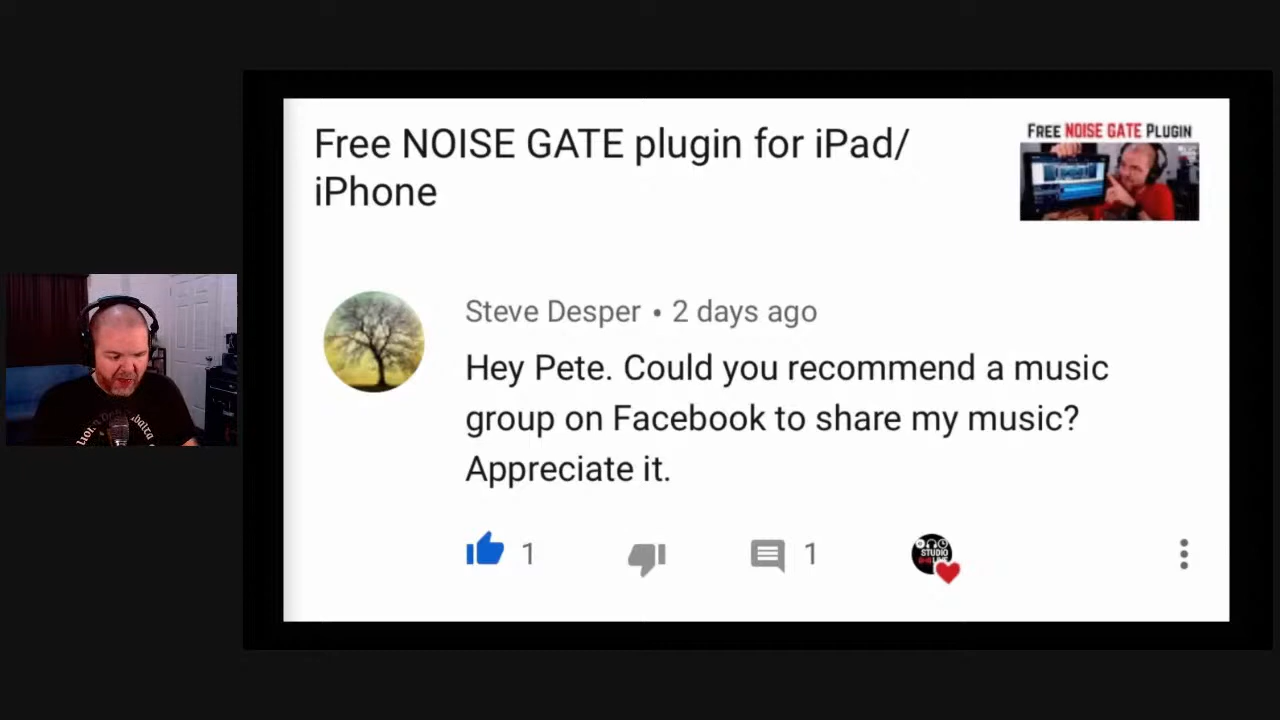 Free NOISE GATE plugin for iPad/
iPhone
FREE NOISE GATE PLUGIN
Steve Desper • 2 days ago
Hey Pete. Could you recommend a music
group on Facebook to share my music?
Appreciate it.
1
1
STUDIO
LIVE